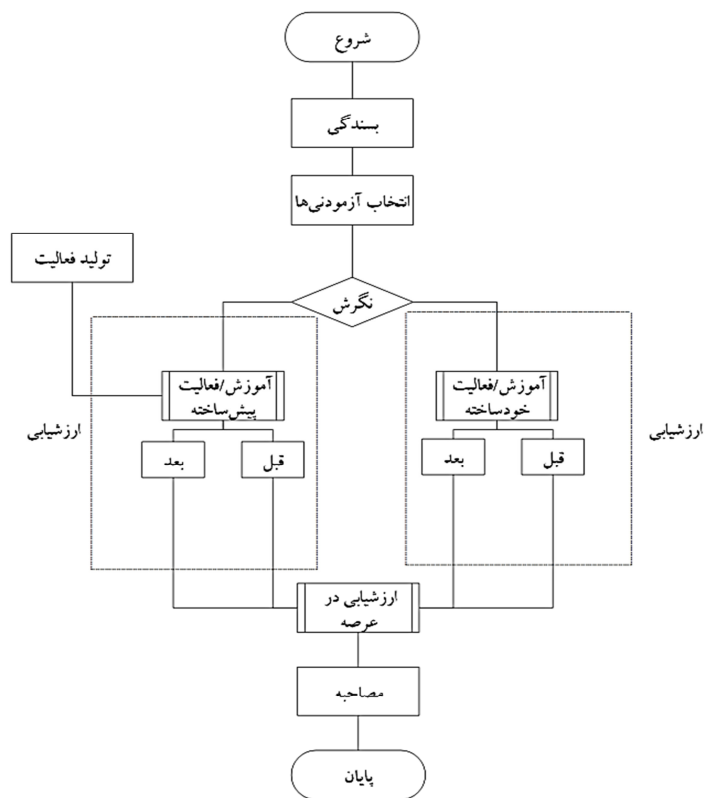 شروع
بسندگی
انتخاب آزمودنی‌ها
تولید فعالیت
نگرش
آموزش/فعالیت
خودساخته
آموزش/فعالیت
پیش‌ساخته
ارزشیابی
ارزشیابی
قبل
بعد
قبل
بعد
ارزشیابی در
عرصه
مصاحبه
پایان